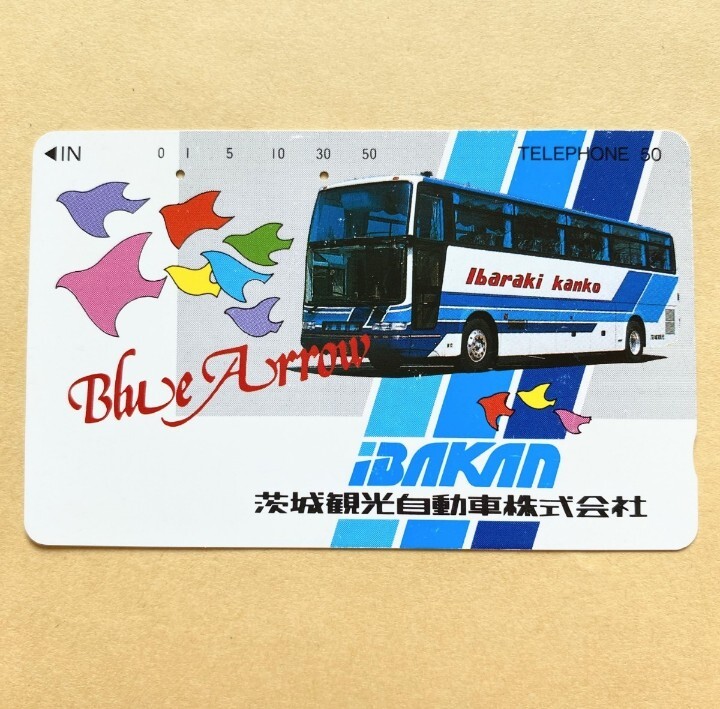 ◀IN 0 1 5 10 30 50 TELEPHONE 50
Ibaraki kanko
Blue Arrow
iBAKAN
茨城観光自動車株式会社